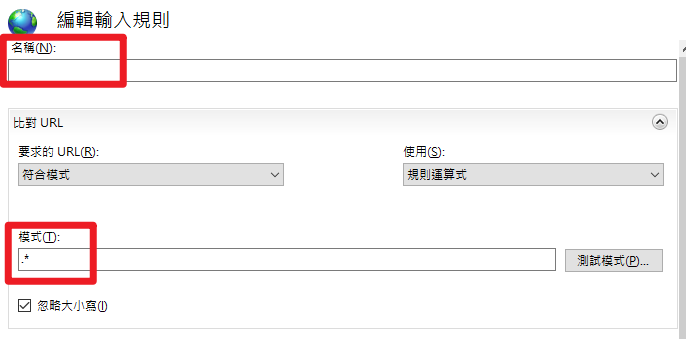 編輯輸入規則
名稱(N):
比對 URL
要求的 URL(R):
使用(S):
符合模式
規則運算式
模式(T):
.*
測試模式(P)...
忽略大小寫(I)